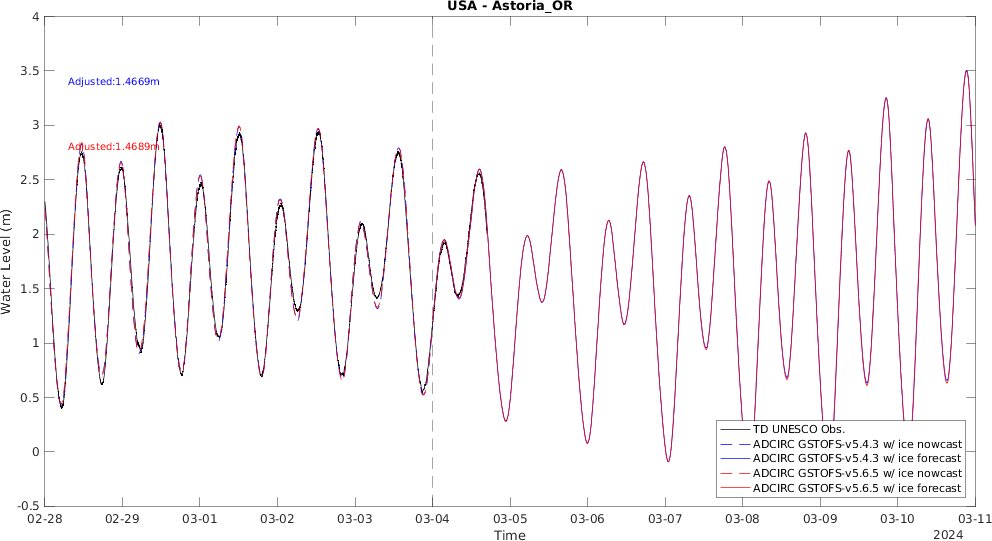 USA - Astoria_OR
4
3.5
3
2.5
2
1.5
1
0.5
0
-0.5
Water Level (m)
Adjusted:1.4669m
Adjusted:1.4689m
TD UNESCO Obs.
ADCIRC GSTOFS-v5.4.3 w/ ice nowcast
ADCIRC GSTOFS-v5.4.3 w/ ice forecast
ADCIRC GSTOFS-v5.6.5 w/ ice nowcast
ADCIRC GSTOFS-v5.6.5 w/ ice forecast
02-28 02-29 03-01 03-02 03-03 03-04 03-05 03-06 03-07 03-08 03-09 03-10 03-11
Time
2024